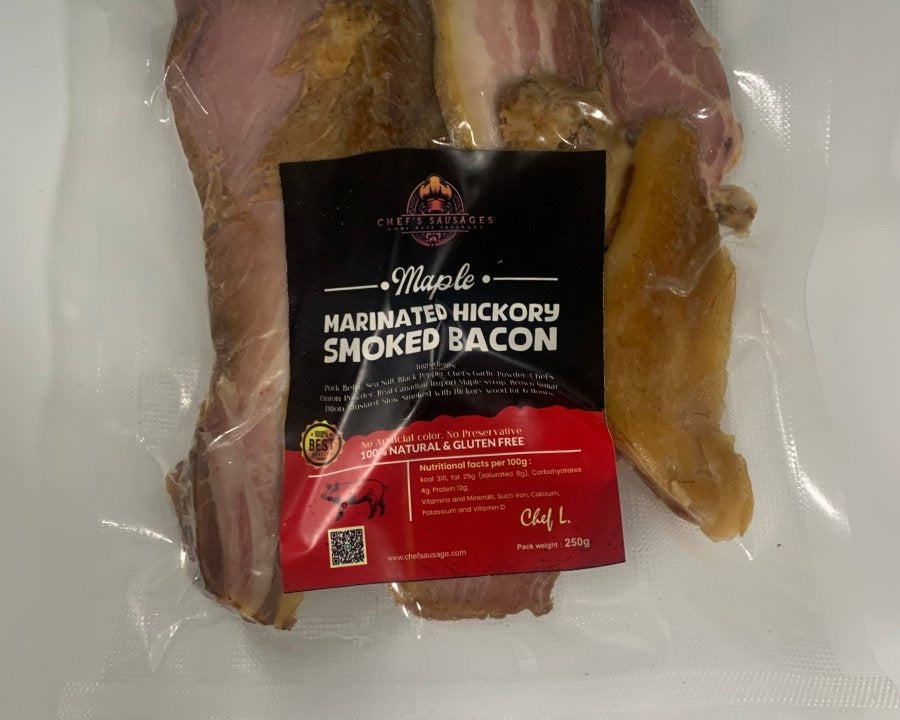 CHEF'S SAUSAGES
HOME MADE SAUSAGES
Maple
MARINATED HICKORY
SMOKED BACON
Ingredients:
Pork Belly, Sea Salt, Black Pepper, Chef's Garlic Powder, Chef's
Onion Powder, Real Canadian Import Maple Syrup, Brown Sugar
Dijon Mustard. Slow Smoked With Hickory Wood for 6 Hours.
100%
BEST
No Artificial color, No Preservative
100% NATURAL & GLUTEN FREE
Nutritional facts per 100g :
kcal 310, fat 25g (saturated 8g), Carbohydrates
4g, Protein 12g.
Vitamins and Minerals, Such iron, Calcium,
Potassium and Vitamin D
Chef L.
www.chefsausage.com
Pack weight : 250g